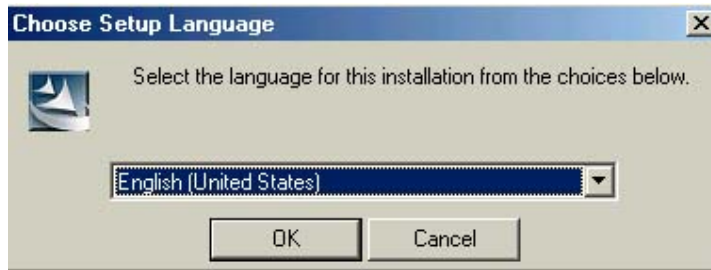 Choose Setup Language
Select the language for this installation from the choices below.
English (United States)
OK
Cancel